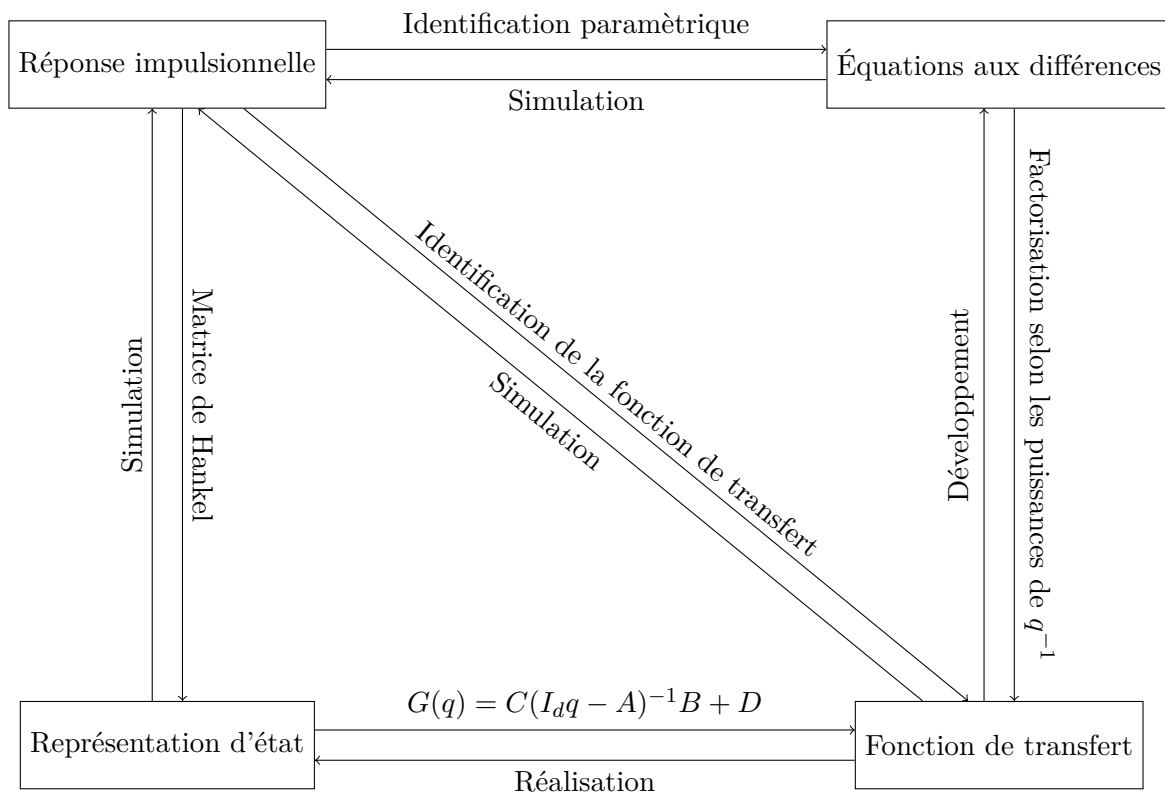 Identification paramètrique
Réponse impulsionnelle
Équations aux différences
Simulation
Identification de la fonction de transfert
Simulation
Simulation
Matrice de Hankel
Développement
Factorisation selon les puissances de q⁻¹
G(q) = C(I_d q − A)⁻¹B + D
Représentation d'état
Fonction de transfert
Réalisation